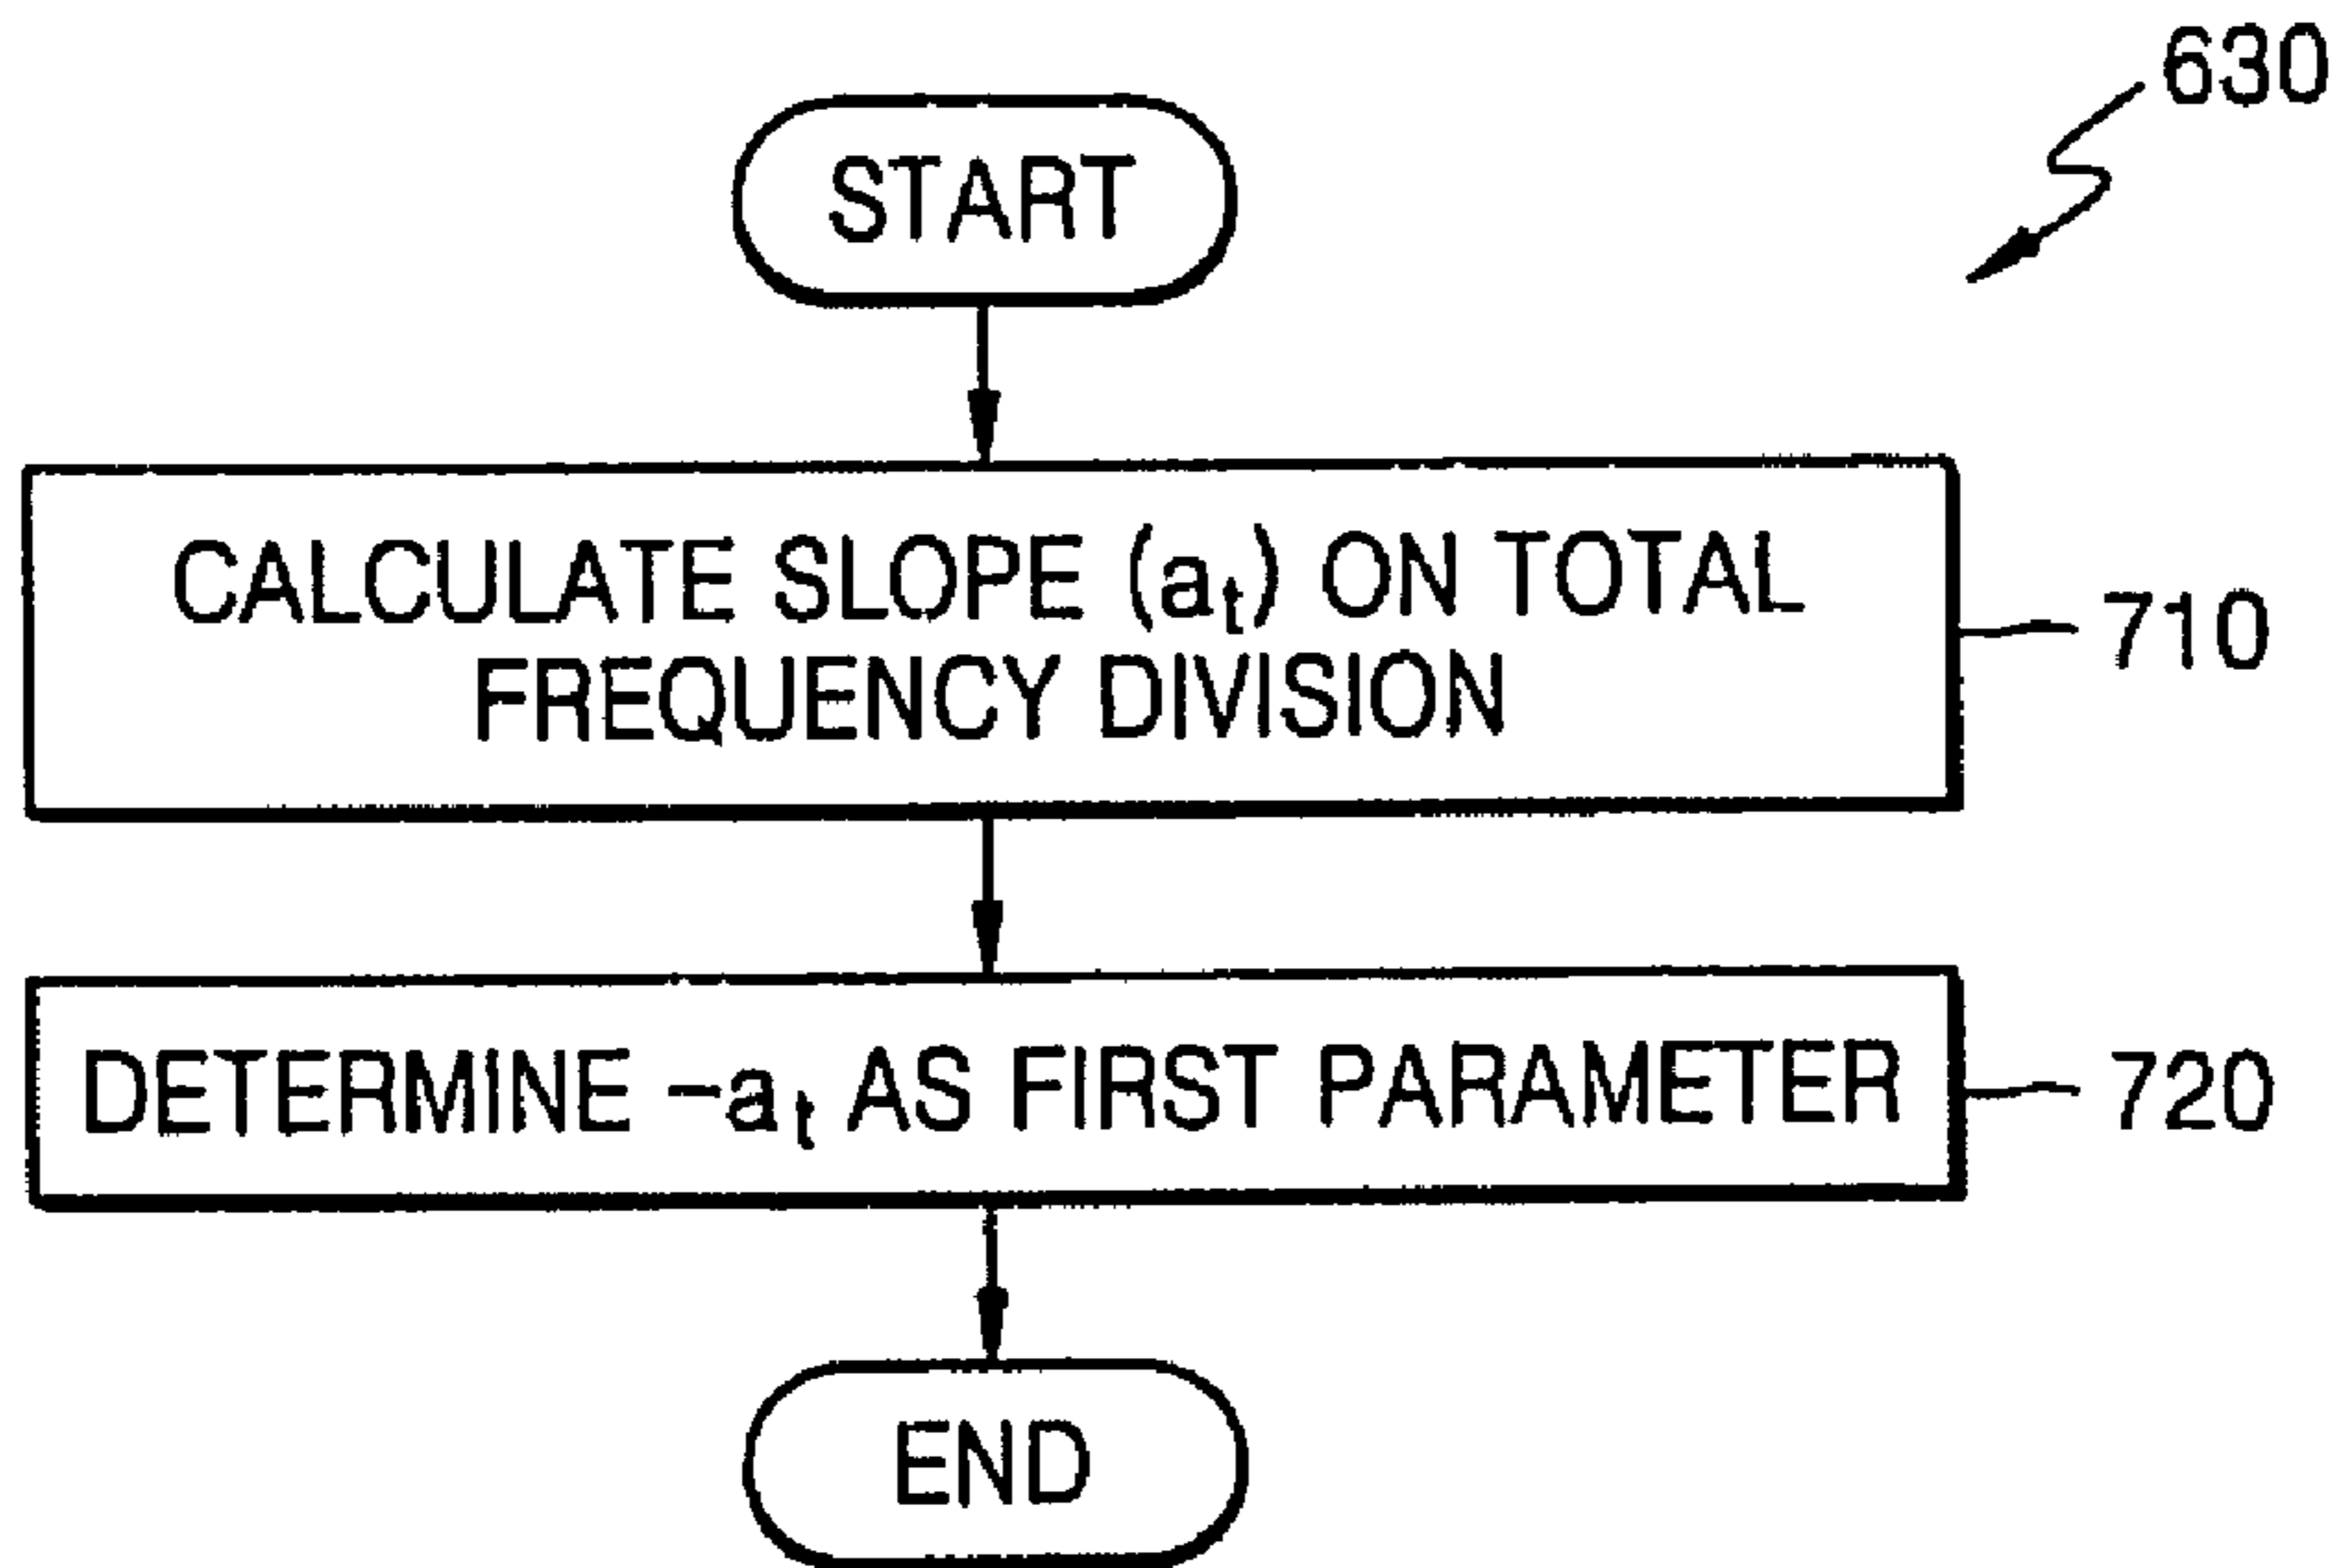 630
START
CALCULATE SLOPE (aₜ) ON TOTAL
FREQUENCY DIVISION
710
DETERMINE -aₜ AS FIRST PARAMETER
720
END